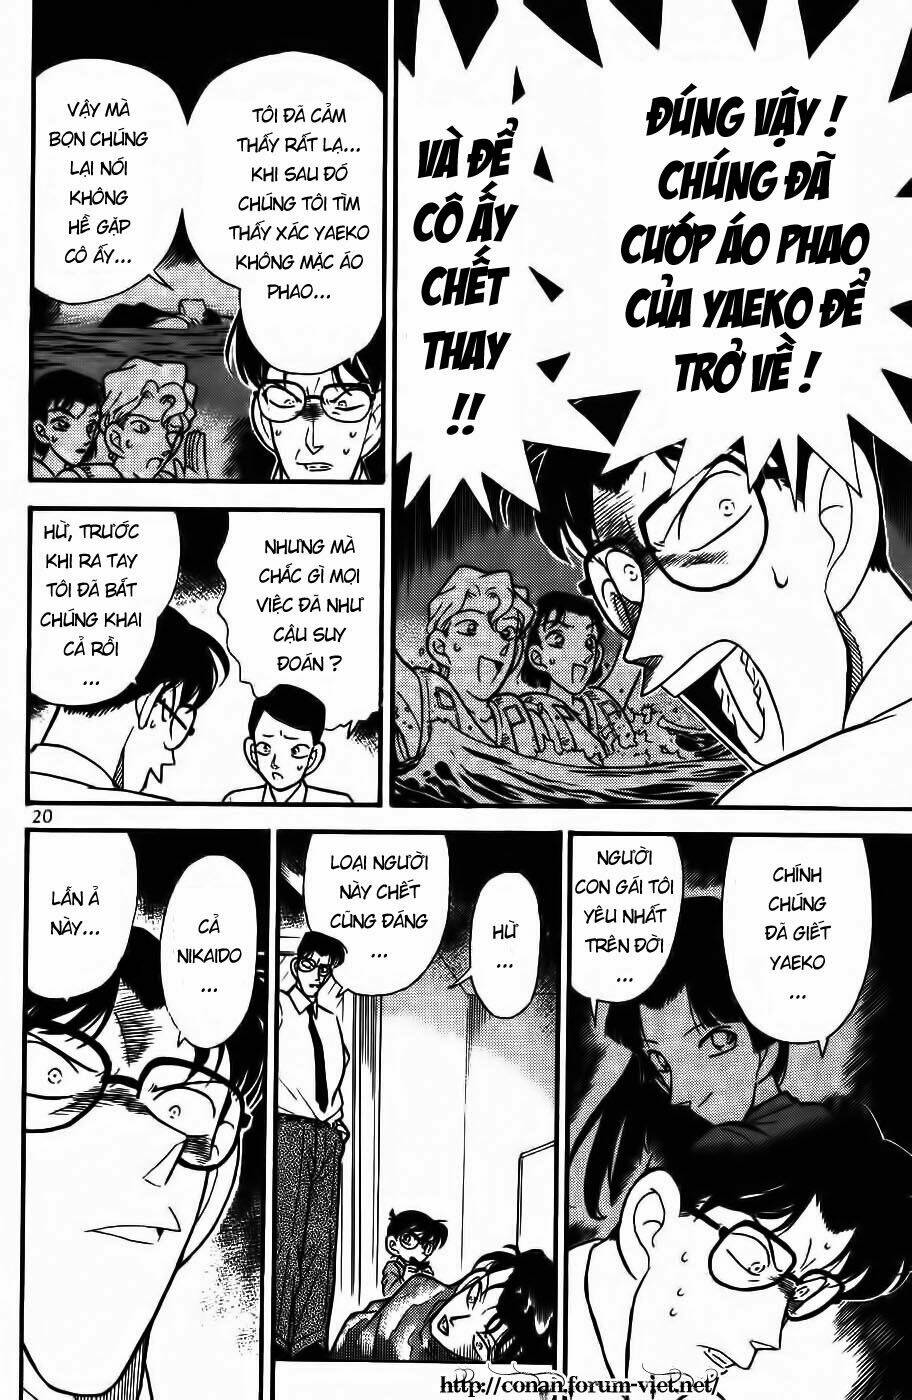 ĐÚNG VẬY !
CHÚNG ĐÃ
CƯỚP ÁO PHAO
CỦA YAEKO ĐỂ
TRỞ VỀ !
VÀ ĐỂ
CÔ ẤY
CHẾT
THAY
!!
TÔI ĐÃ CẢM
THẤY RẤT LẠ...
KHI SAU ĐÓ
CHÚNG TÔI TÌM
THẤY XÁC YAEKO
KHÔNG MẶC ÁO
PHAO...
VẬY MÀ
BỌN CHÚNG
LẠI NÓI
KHÔNG
HỀ GẶP
CÔ ẤY...
NHƯNG MÀ
CHẮC GÌ MỌI
VIỆC ĐÃ NHƯ
CẬU SUY
ĐOÁN ?
HỪ, TRƯỚC
KHI RA TAY
TÔI ĐÃ BẮT
CHÚNG KHAI
CẢ RỒI
...
20
CHÍNH
CHÚNG
ĐÃ GIẾT
YAEKO
...
NGƯỜI
CON GÁI TÔI
YÊU NHẤT
TRÊN ĐỜI
...
HỪ
...
LOẠI NGƯỜI
NÀY CHẾT
CŨNG ĐÁNG
...
CẢ
NIKAIDO
...
LẪN Ả
NÀY...
http://conan.forum-viet.net/